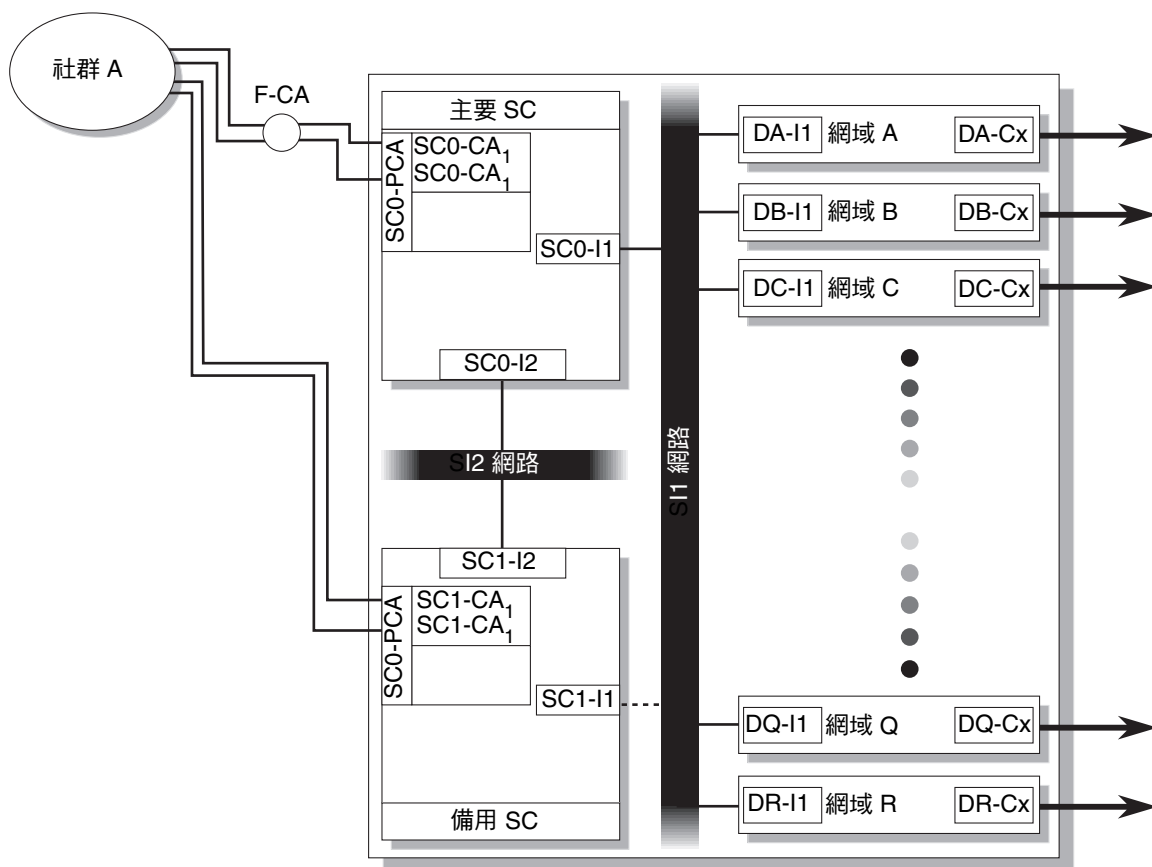 社群 A
F-CA
主要 SC
SC0-PCA
SC0-CA1
SC0-CA1
SC0-I1
SC0-I2
SI2 網路
SC1-I2
SC0-PCA
SC1-CA1
SC1-CA1
SC1-I1
備用 SC
SI1 網路
DA-I1 網域 A DA-Cx
DB-I1 網域 B DB-Cx
DC-I1 網域 C DC-Cx
DQ-I1 網域 Q DQ-Cx
DR-I1 網域 R DR-Cx